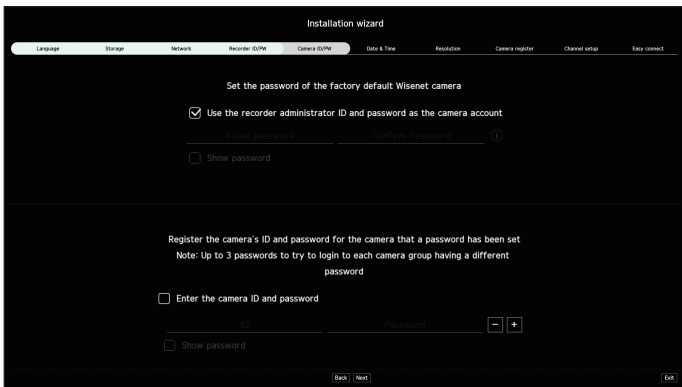 Installation wizard
Language Storage Network Recorder ID/PW Camera ID/PW Date & Time Resolution Camera register Channel setup Easy connect
Set the password of the factory default Wisenet camera
Use the recorder administrator ID and password as the camera account
Initial password Confirm Password
Show password
Register the camera's ID and password for the camera that a password has been set
Note: Up to 3 passwords to try to login to each camera group having a different
password
Enter the camera ID and password
ID Password − +
Show password
Back Next Exit